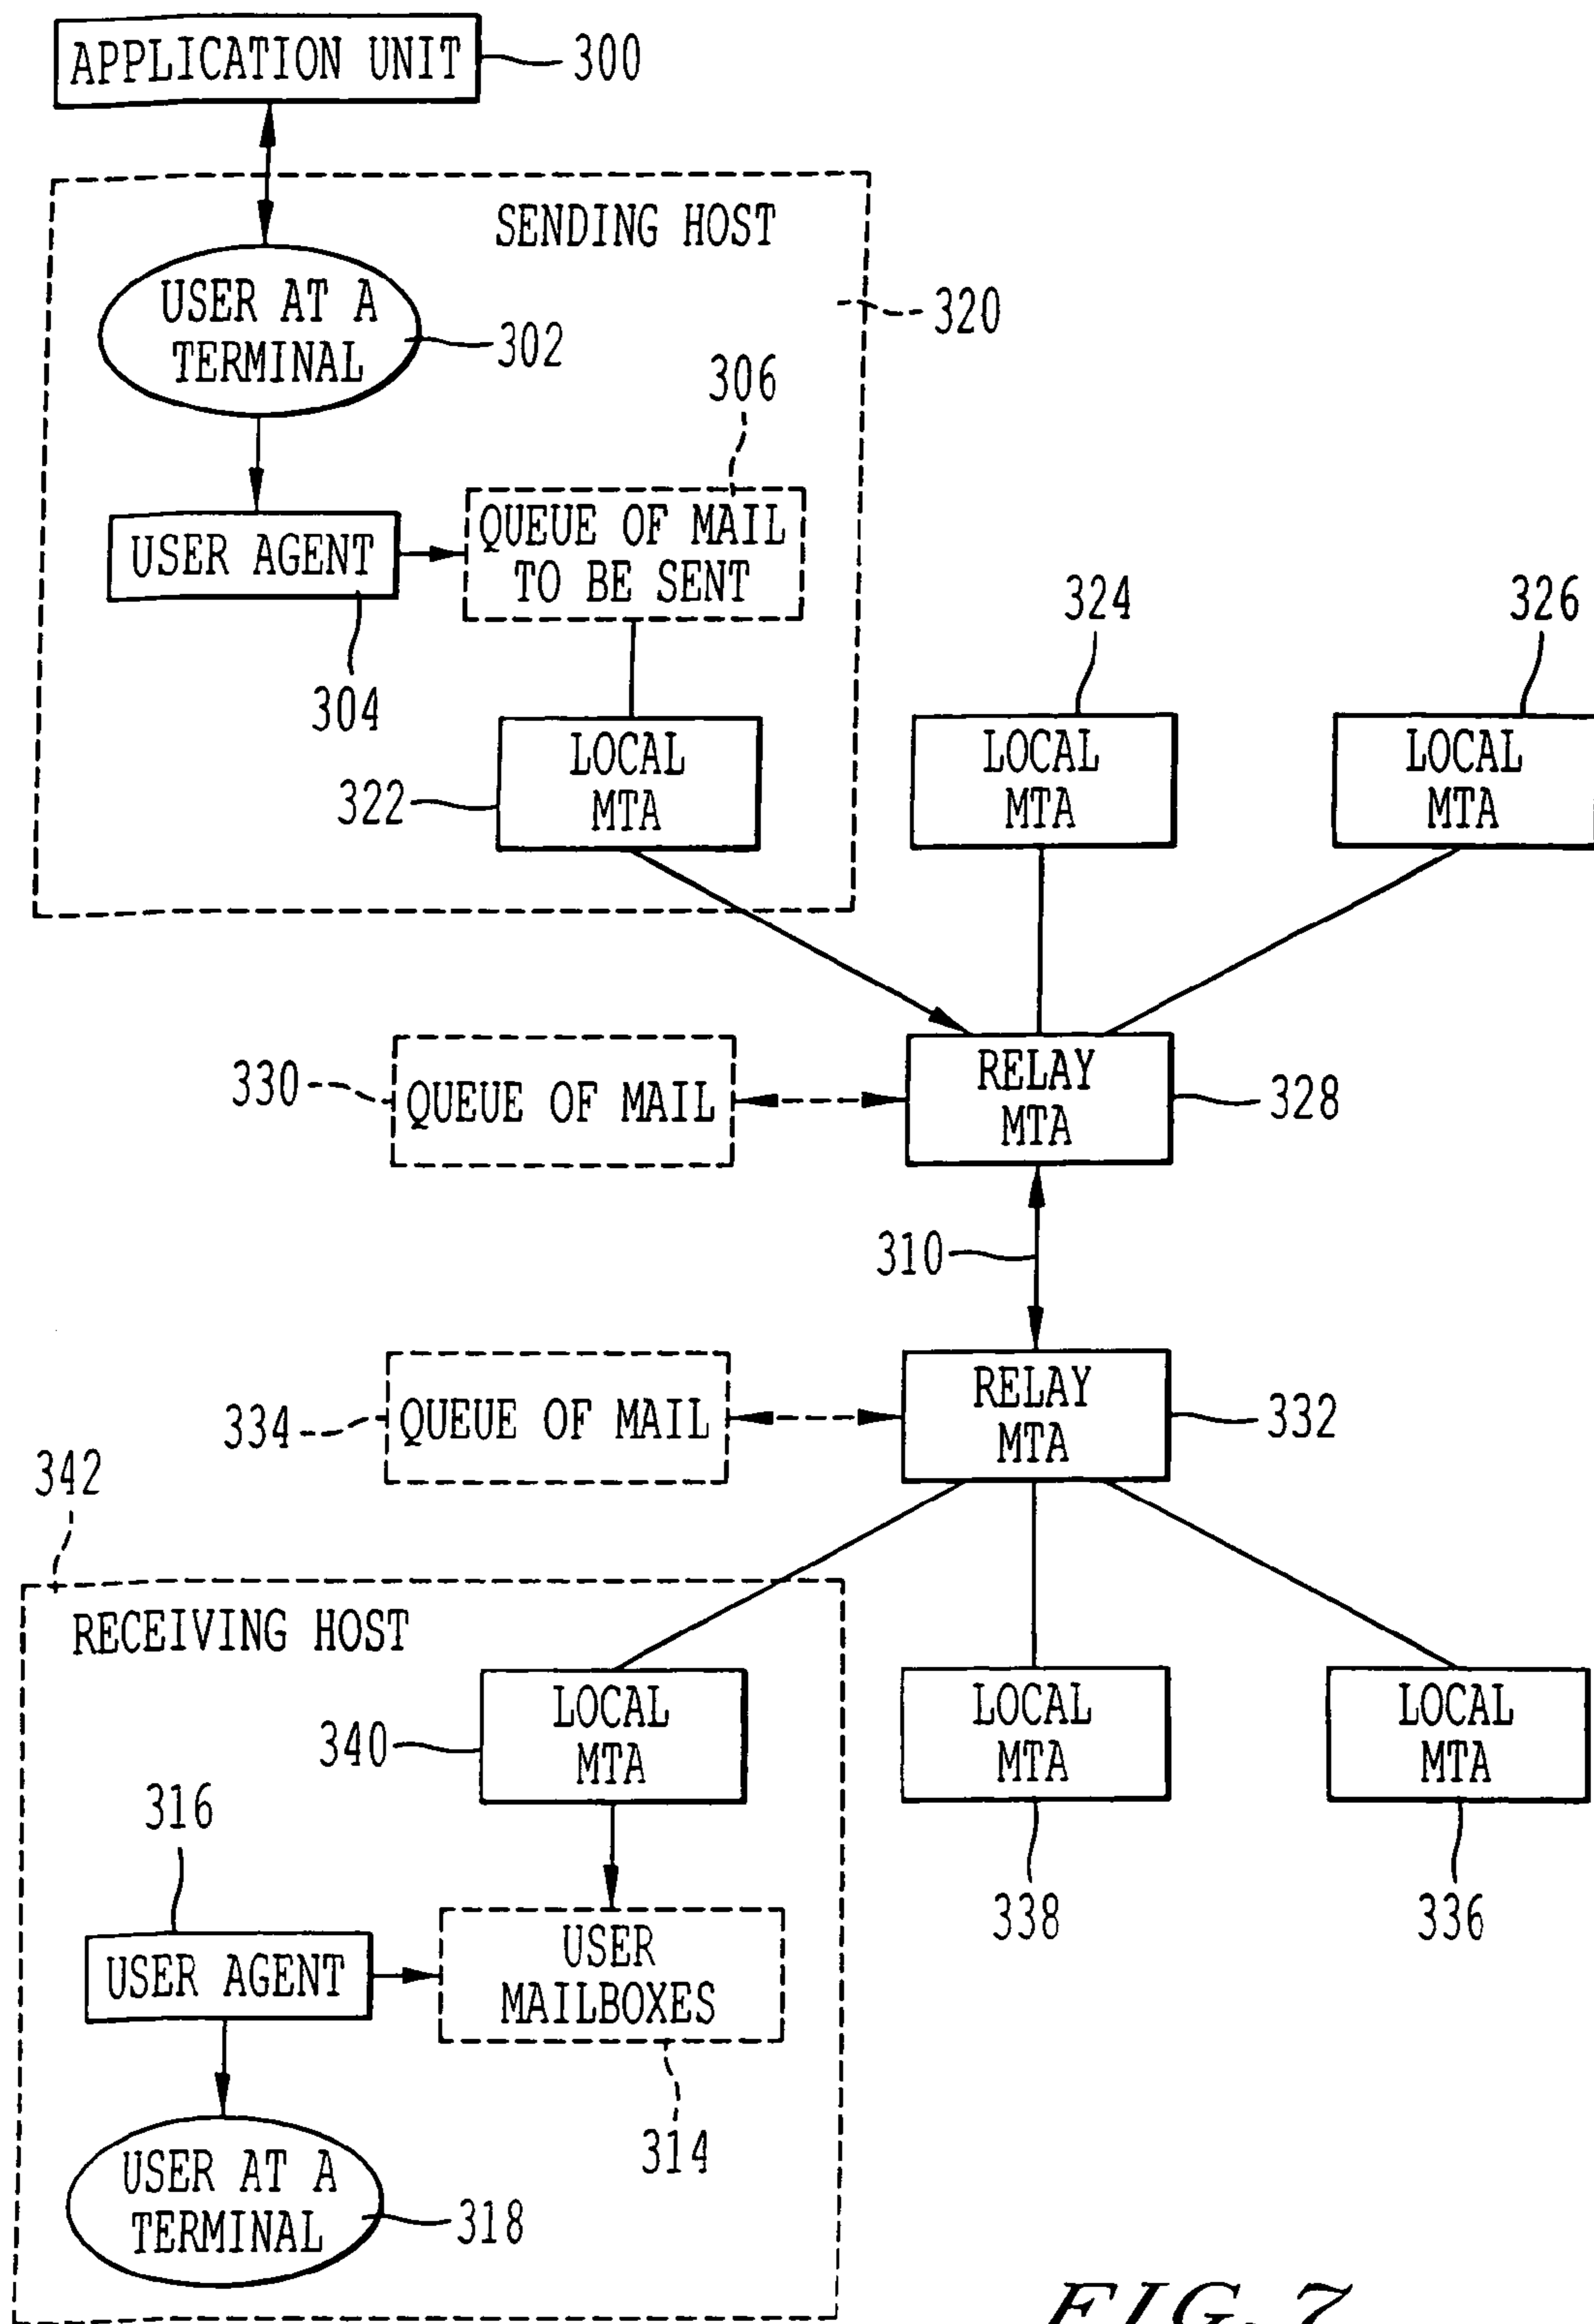 APPLICATION UNIT
300
SENDING HOST
320
USER AT A
TERMINAL
302
306
QUEUE OF MAIL
TO BE SENT
USER AGENT
304
324
326
LOCAL
MTA
322
LOCAL
MTA
LOCAL
MTA
330
QUEUE OF MAIL
RELAY
MTA
328
310
334
QUEUE OF MAIL
RELAY
MTA
332
342
RECEIVING HOST
340
LOCAL
MTA
LOCAL
MTA
LOCAL
MTA
338
336
316
USER AGENT
USER
MAILBOXES
314
USER AT A
TERMINAL
318
FIG. 7